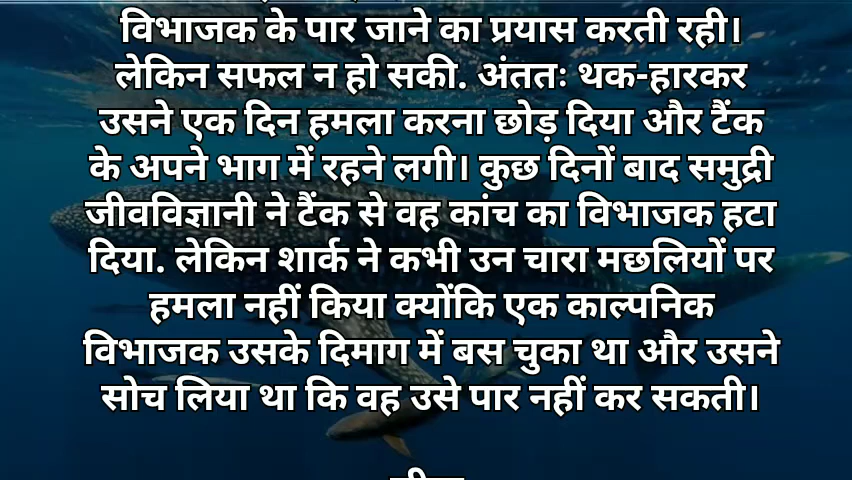 विभाजक के पार जाने का प्रयास करती रही।
लेकिन सफल न हो सकी. अंततः थक-हारकर
उसने एक दिन हमला करना छोड़ दिया और टैंक
के अपने भाग में रहने लगी। कुछ दिनों बाद समुद्री
जीवविज्ञानी ने टैंक से वह कांच का विभाजक हटा
दिया. लेकिन शार्क ने कभी उन चारा मछलियों पर
हमला नहीं किया क्योंकि एक काल्पनिक
विभाजक उसके दिमाग में बस चुका था और उसने
सोच लिया था कि वह उसे पार नहीं कर सकती।